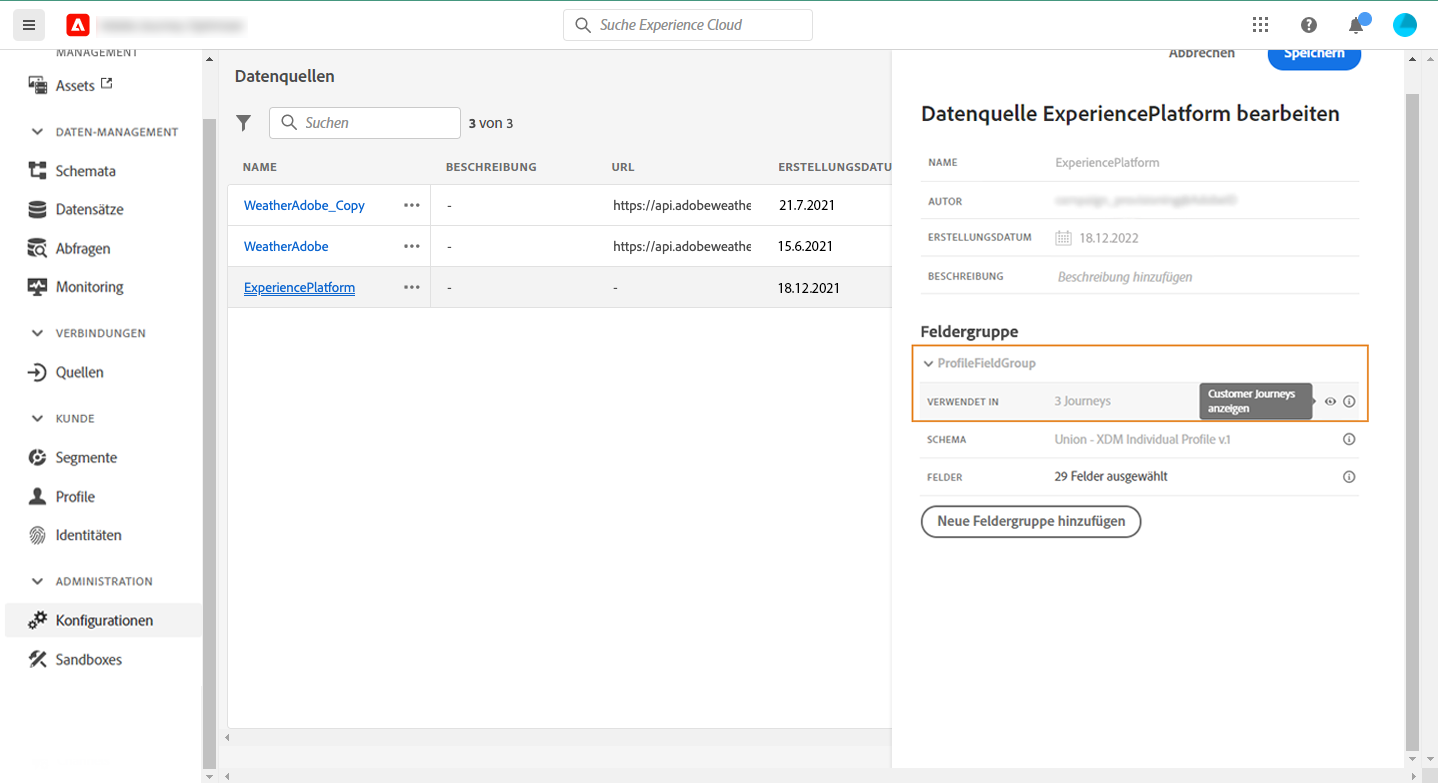 Suche Experience Cloud
MANAGEMENT
Assets
DATEN-MANAGEMENT
Schemata
Datensätze
Abfragen
Monitoring
VERBINDUNGEN
Quellen
KUNDE
Segmente
Profile
Identitäten
ADMINISTRATION
Konfigurationen
Sandboxes
Datenquellen
Suchen
3 von 3
NAME BESCHREIBUNG URL ERSTELLUNGSDATU
WeatherAdobe_Copy ••• - https://api.adobeweathe 21.7.2021
WeatherAdobe ••• - https://api.adobeweathe 15.6.2021
ExperiencePlatform ••• - - 18.12.2021
Abbrechen Speichern
Datenquelle ExperiencePlatform bearbeiten
NAME ExperiencePlatform
AUTOR
ERSTELLUNGSDATUM 18.12.2022
BESCHREIBUNG Beschreibung hinzufügen
Feldergruppe
ProfileFieldGroup
VERWENDET IN 3 Journeys
Customer Journeys
anzeigen
SCHEMA Union - XDM Individual Profile v.1
FELDER 29 Felder ausgewählt
Neue Feldergruppe hinzufügen